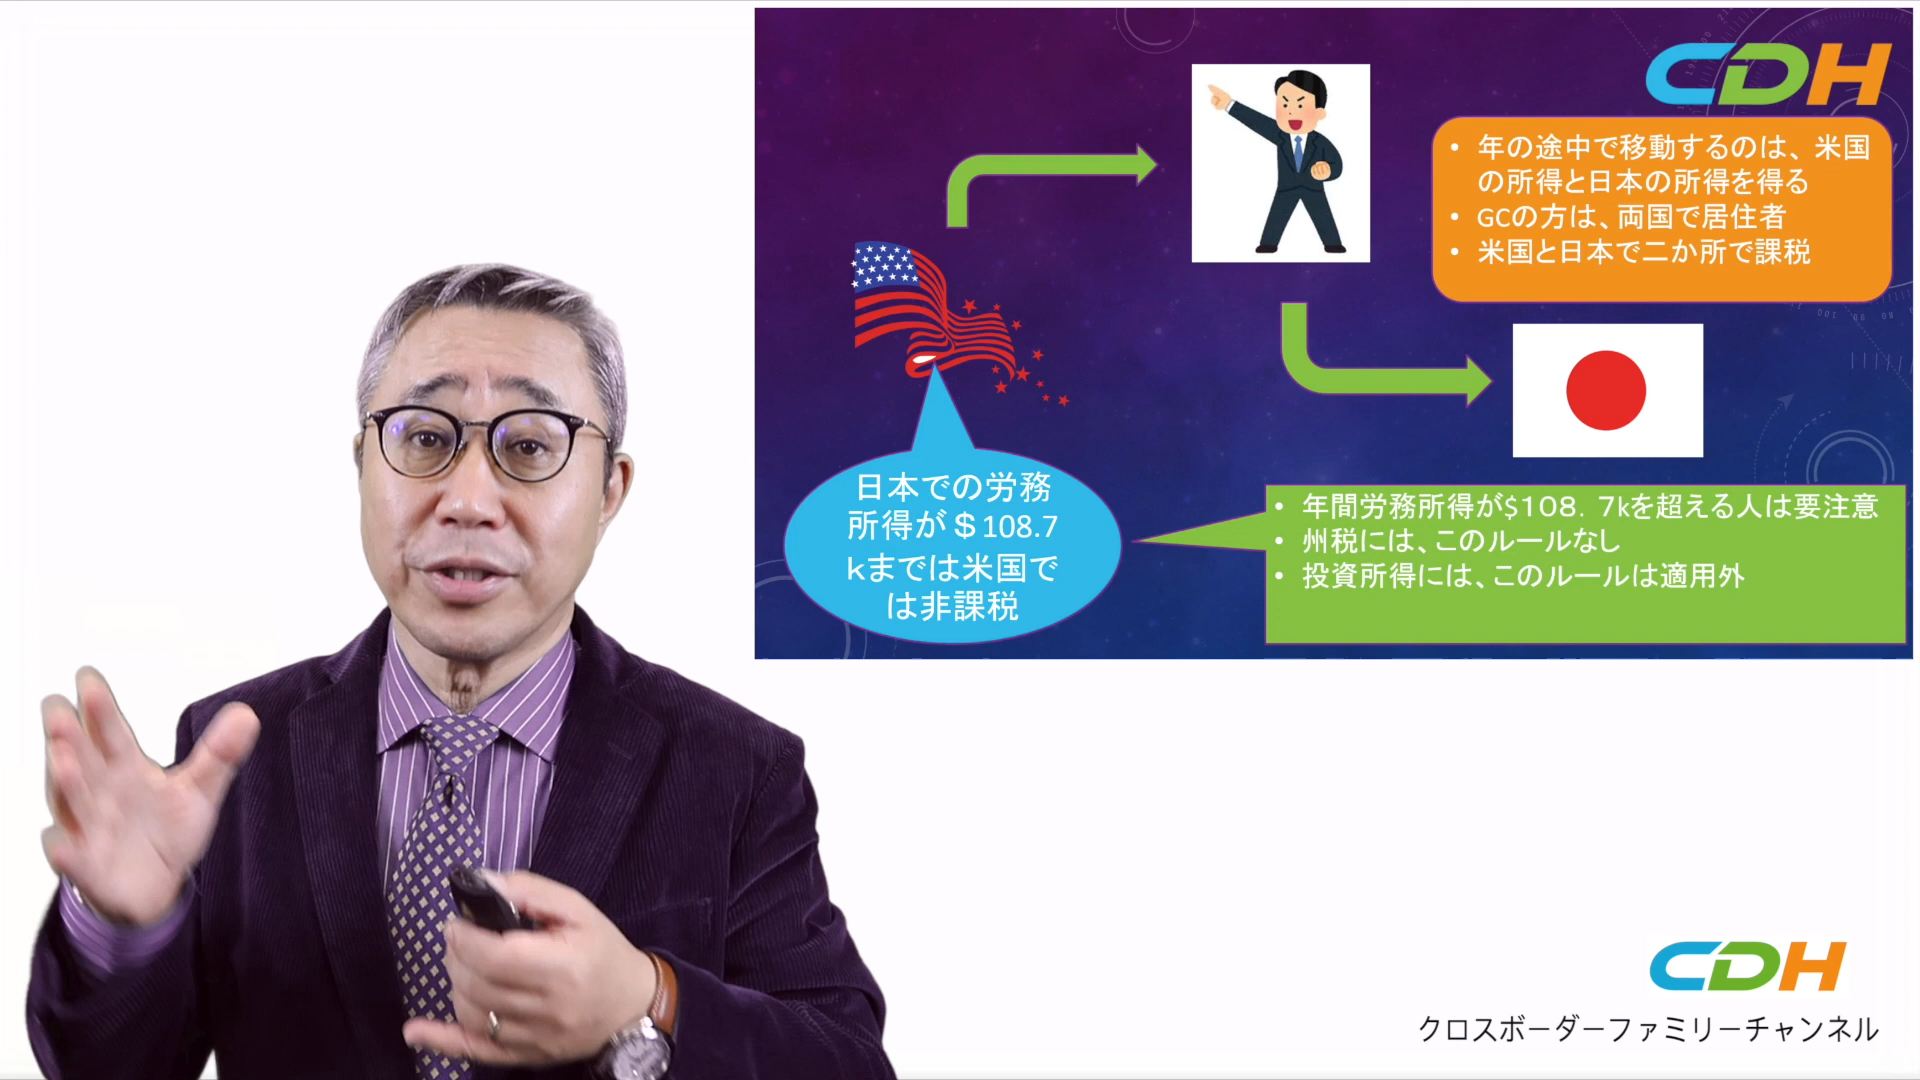 CDH
• 年の途中で移動するのは、米国
の所得と日本の所得を得る
• GCの方は、両国で居住者
• 米国と日本で二か所で課税
日本での労務
所得が＄108.7
kまでは米国で
は非課税
• 年間労務所得が$１０８．７kを超える人は要注意
• 州税には、このルールなし
• 投資所得には、このルールは適用外
CDH
クロスボーダーファミリーチャンネル